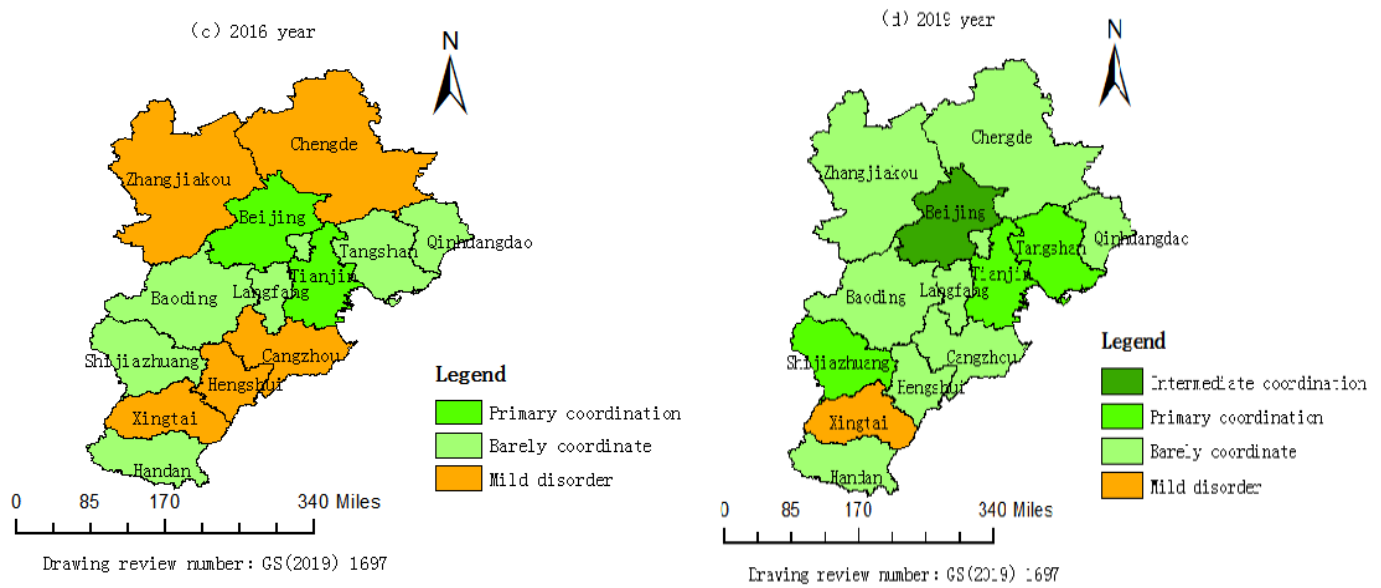 (c) 2016 year
N
Chengde
Zhangjiakou
Beijing
Qinhuangdao
Tangshan
Tianjin
Langfang
Baoding
Shijiazhuang
Cangzhou
Hengshui
Xingtai
Handan
Legend
Primary coordination
Barely coordinate
Mild disorder
0 85 170 340 Miles
Drawing review number: GS(2019) 1697
(d) 2019 year
N
Chengde
Zhangjiakou
Beijing
Qinhuangdao
Tangshan
Tianjin
Langfang
Baoding
Shijiazhuang
Cangzhou
Hengshui
Xingtai
Handan
Legend
Intermediate coordination
Primary coordination
Barely coordinate
Mild disorder
0 85 170 340 Miles
Drawing review number: GS(2019) 1697